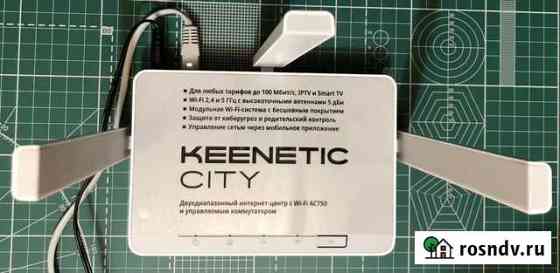 • Для любых тарифов до 100 Мбит/с, IPTV и Smart TV
• Wi-Fi 2,4 и 5 ГГц с высокоточными антеннами 5 дБи
• Модульная Wi-Fi-система с бесшовным покрытием
• Защита от киберугроз и родительский контроль
• Управление сетью через мобильное приложение
KEENETIC
CITY
Двухдиапазонный интернет-центр с Wi-Fi AC750
и управляемым коммутатором
rosndv.ru